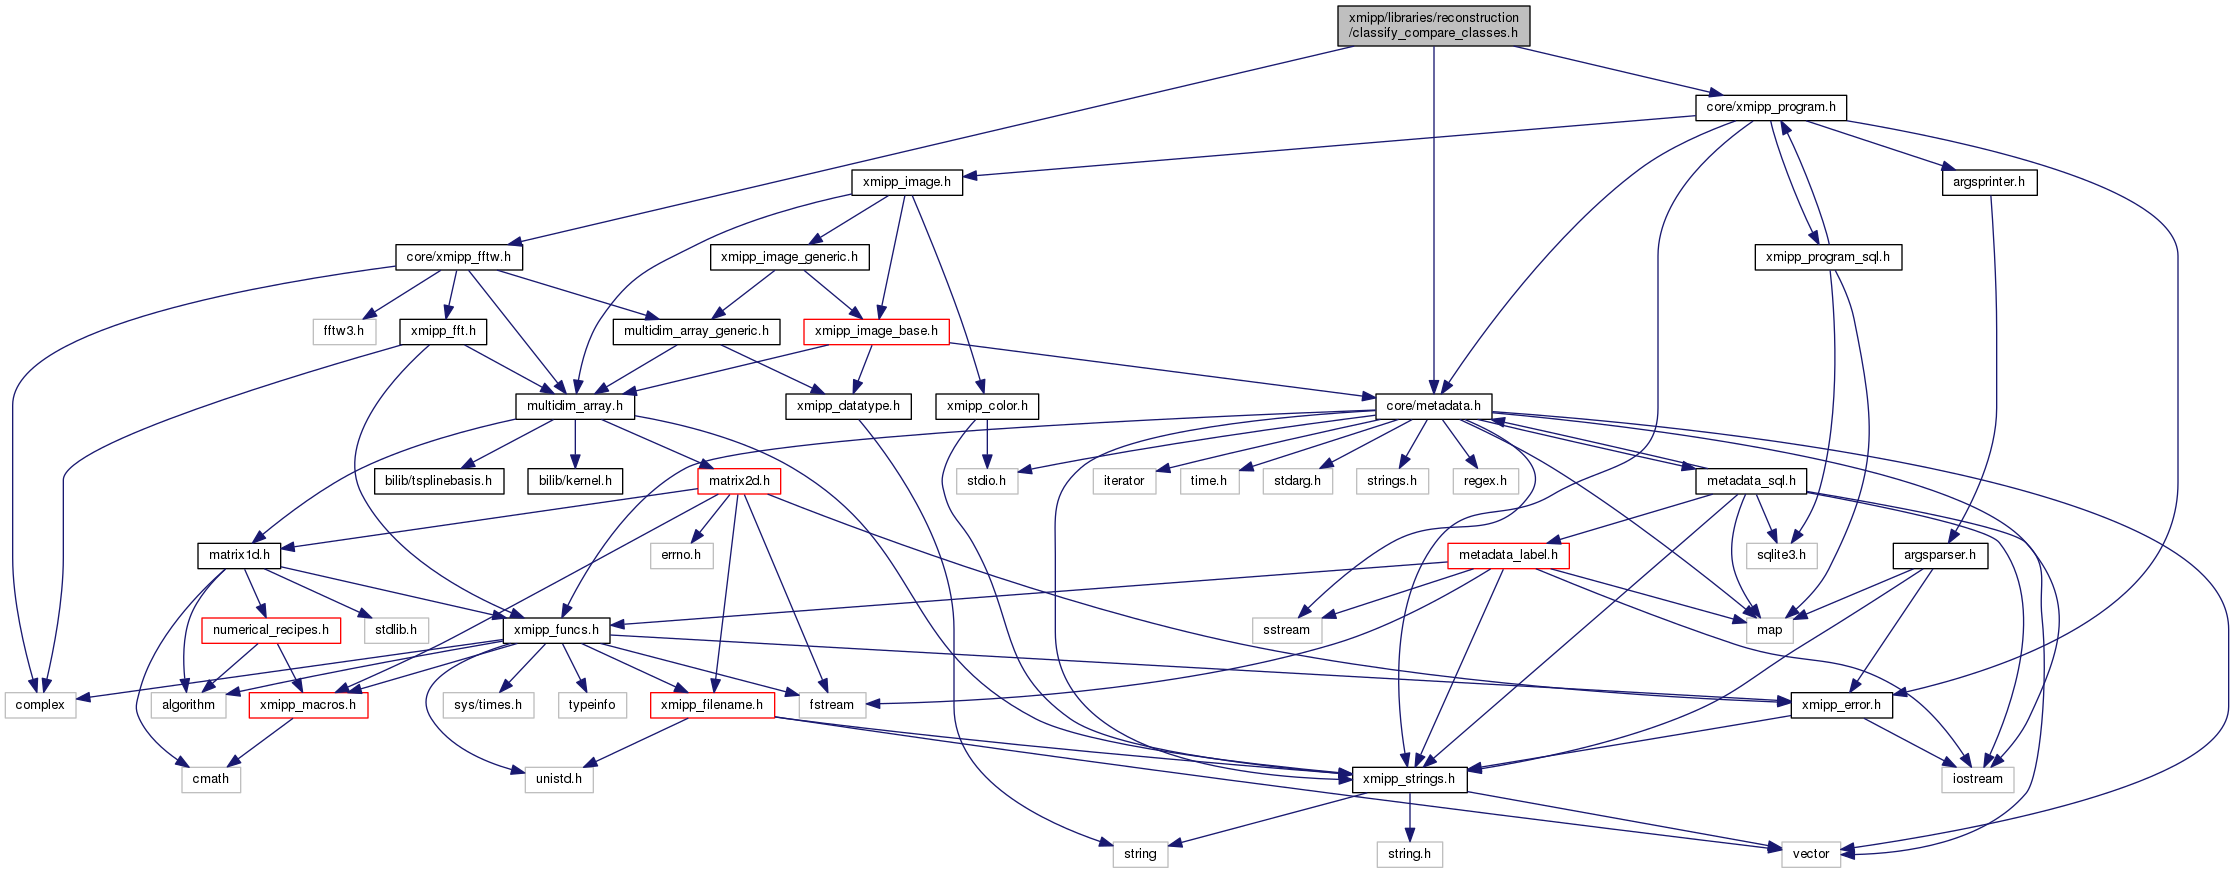 xmipp/libraries/reconstruction
/classify_compare_classes.h
core/xmipp_program.h
xmipp_image.h
argsprinter.h
core/xmipp_fftw.h
xmipp_image_generic.h
xmipp_program_sql.h
fftw3.h
xmipp_fft.h
multidim_array_generic.h
xmipp_image_base.h
multidim_array.h
xmipp_datatype.h
xmipp_color.h
core/metadata.h
bilib/tsplinebasis.h
bilib/kernel.h
matrix2d.h
stdio.h
iterator
time.h
stdarg.h
strings.h
regex.h
metadata_sql.h
matrix1d.h
errno.h
metadata_label.h
sqlite3.h
argsparser.h
numerical_recipes.h
stdlib.h
xmipp_funcs.h
sstream
map
complex
algorithm
xmipp_macros.h
sys/times.h
typeinfo
xmipp_filename.h
fstream
xmipp_error.h
cmath
unistd.h
xmipp_strings.h
iostream
string
string.h
vector